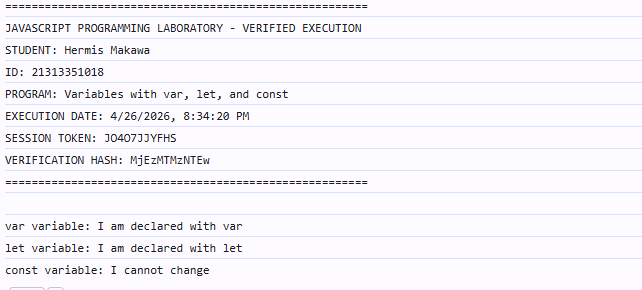 =======================================================
JAVASCRIPT PROGRAMMING LABORATORY - VERIFIED EXECUTION
STUDENT: Hermis Makawa
ID: 21313351018
PROGRAM: Variables with var, let, and const
EXECUTION DATE: 4/26/2026, 8:34:20 PM
SESSION TOKEN: JO4O7JJYFHS
VERIFICATION HASH: MjEzMTMzNTEw
=======================================================
var variable: I am declared with var
let variable: I am declared with let
const variable: I cannot change